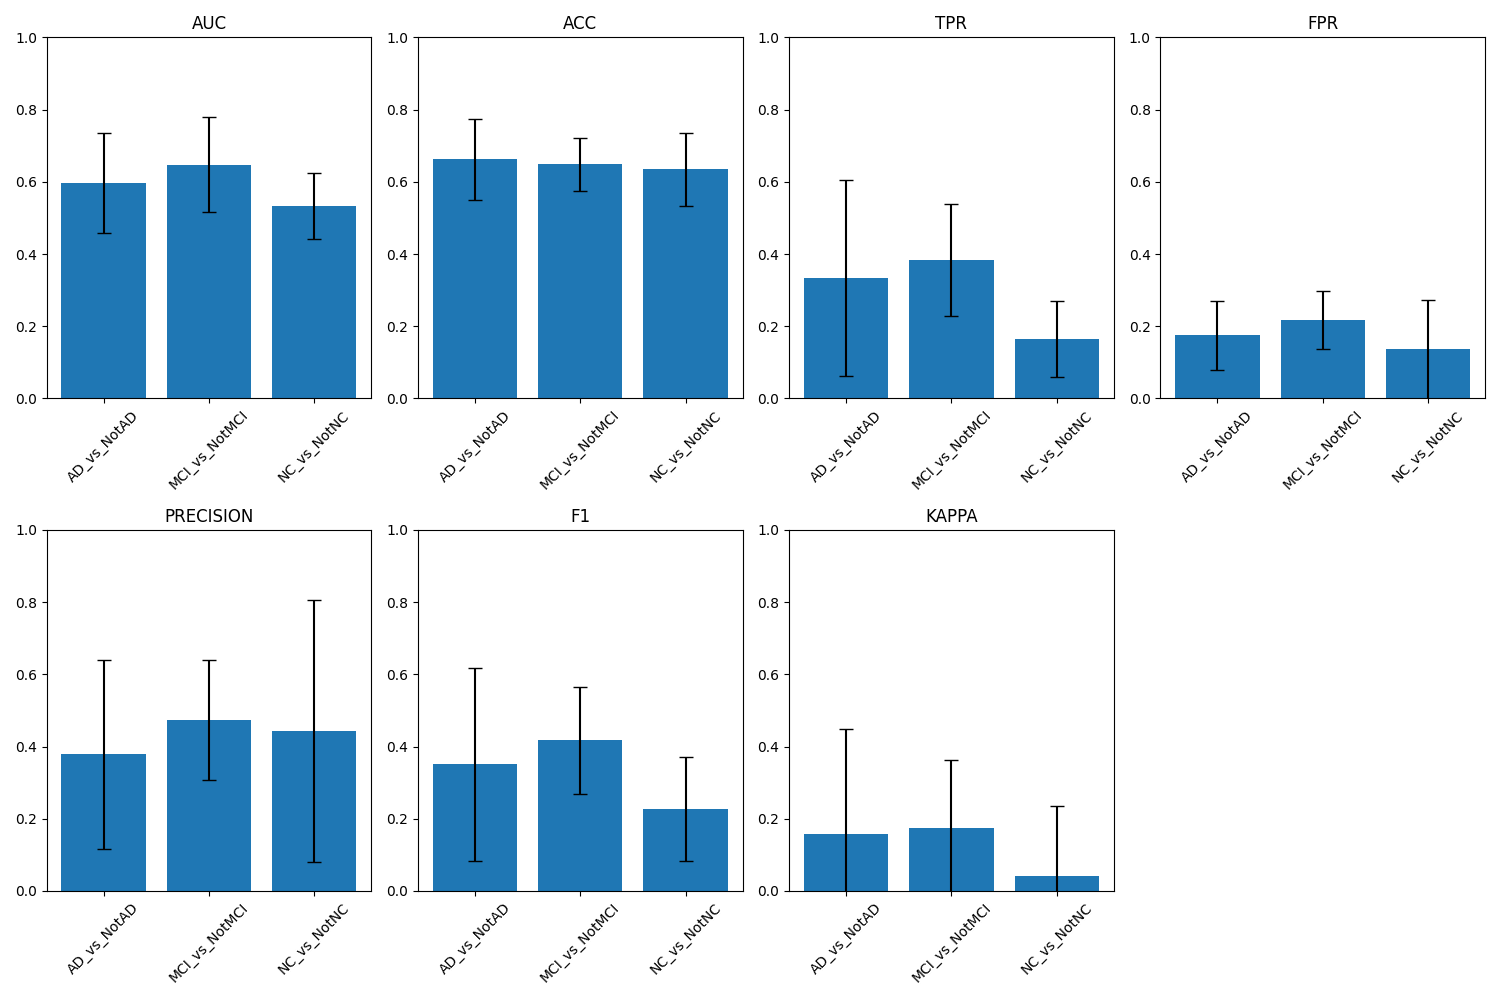 AUC
1.0
0.8
0.6
0.4
0.2
0.0
AD_vs_NotAD
MCI_vs_NotMCI
NC_vs_NotNC
ACC
1.0
0.8
0.6
0.4
0.2
0.0
AD_vs_NotAD
MCI_vs_NotMCI
NC_vs_NotNC
TPR
1.0
0.8
0.6
0.4
0.2
0.0
AD_vs_NotAD
MCI_vs_NotMCI
NC_vs_NotNC
FPR
1.0
0.8
0.6
0.4
0.2
0.0
AD_vs_NotAD
MCI_vs_NotMCI
NC_vs_NotNC
PRECISION
1.0
0.8
0.6
0.4
0.2
0.0
AD_vs_NotAD
MCI_vs_NotMCI
NC_vs_NotNC
F1
1.0
0.8
0.6
0.4
0.2
0.0
AD_vs_NotAD
MCI_vs_NotMCI
NC_vs_NotNC
KAPPA
1.0
0.8
0.6
0.4
0.2
0.0
AD_vs_NotAD
MCI_vs_NotMCI
NC_vs_NotNC